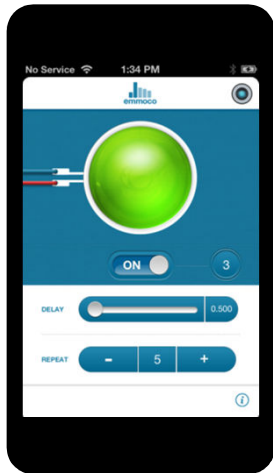 No Service 1:34 PM
emmoco
ON 3
DELAY 0.500
REPEAT - 5 +
i